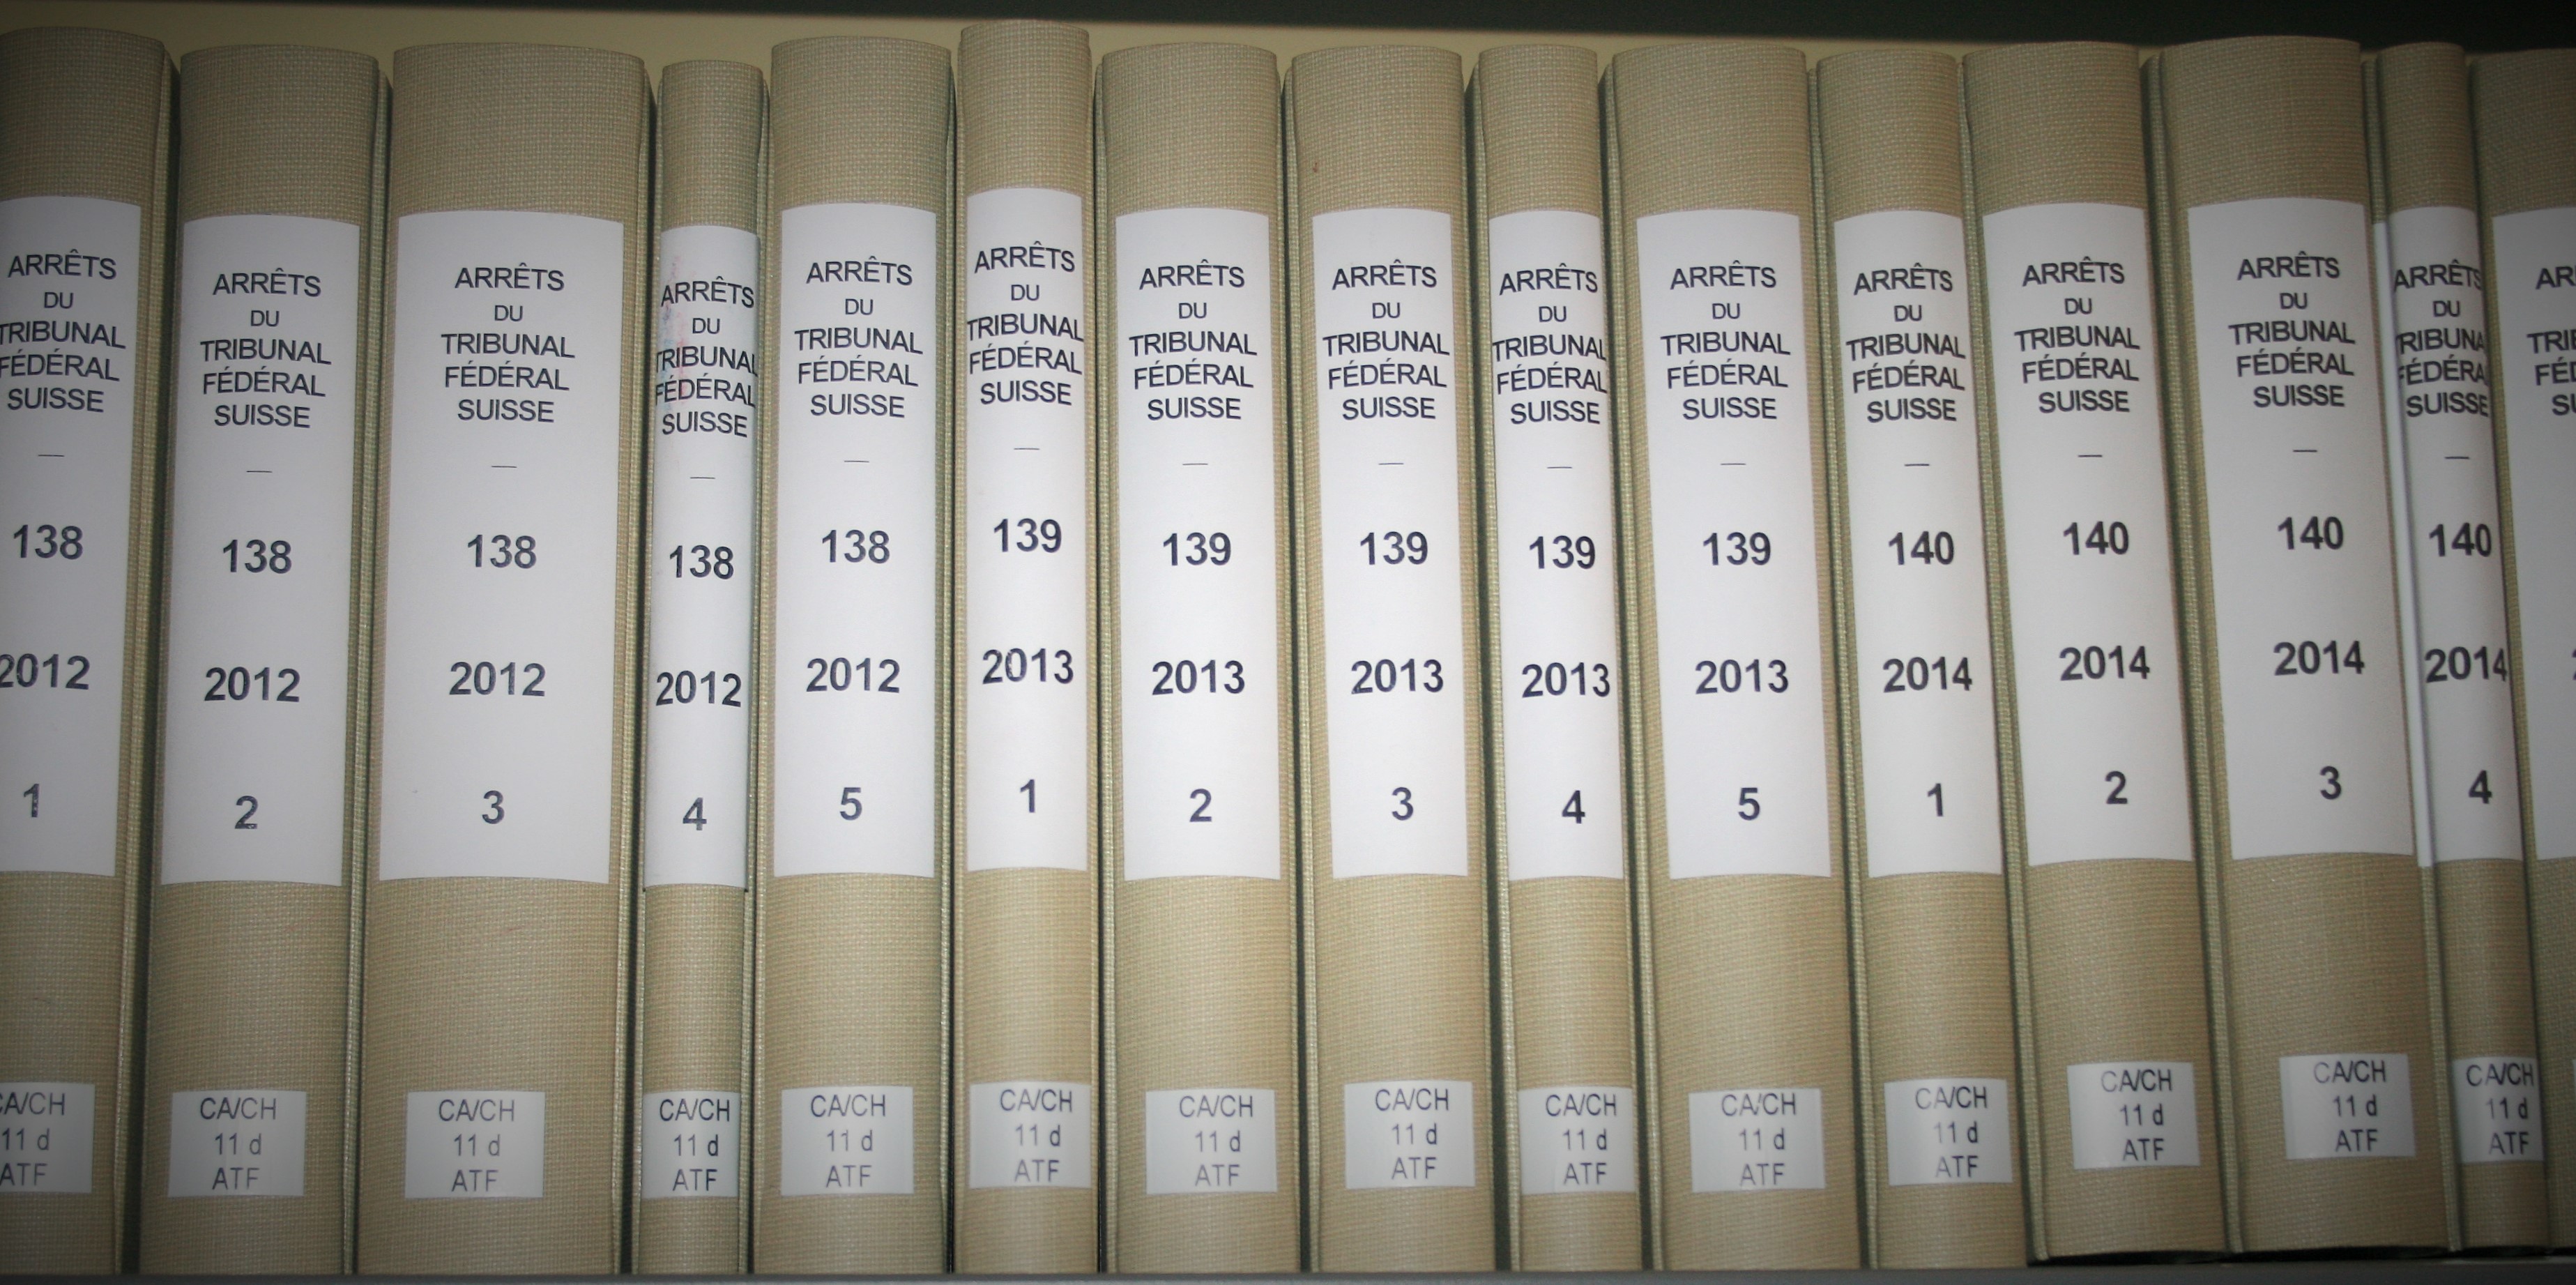 ARRÊTS
DU
TRIBUNAL
FÉDÉRAL
SUISSE
—
138
2012
1
CA/CH
11 d
ATF
ARRÊTS
DU
TRIBUNAL
FÉDÉRAL
SUISSE
—
138
2012
2
CA/CH
11 d
ATF
ARRÊTS
DU
TRIBUNAL
FÉDÉRAL
SUISSE
—
138
2012
3
CA/CH
11 d
ATF
ARRÊTS
DU
TRIBUNAL
FÉDÉRAL
SUISSE
—
138
2012
4
CA/CH
11 d
ATF
ARRÊTS
DU
TRIBUNAL
FÉDÉRAL
SUISSE
—
138
2012
5
CA/CH
11 d
ATF
ARRÊTS
DU
TRIBUNAL
FÉDÉRAL
SUISSE
—
139
2013
1
CA/CH
11 d
ATF
ARRÊTS
DU
TRIBUNAL
FÉDÉRAL
SUISSE
—
139
2013
2
CA/CH
11 d
ATF
ARRÊTS
DU
TRIBUNAL
FÉDÉRAL
SUISSE
—
139
2013
3
CA/CH
11 d
ATF
ARRÊTS
DU
TRIBUNAL
FÉDÉRAL
SUISSE
—
139
2013
4
CA/CH
11 d
ATF
ARRÊTS
DU
TRIBUNAL
FÉDÉRAL
SUISSE
—
139
2013
5
CA/CH
11 d
ATF
ARRÊTS
DU
TRIBUNAL
FÉDÉRAL
SUISSE
—
140
2014
1
CA/CH
11 d
ATF
ARRÊTS
DU
TRIBUNAL
FÉDÉRAL
SUISSE
—
140
2014
2
CA/CH
11 d
ATF
ARRÊTS
DU
TRIBUNAL
FÉDÉRAL
SUISSE
—
140
2014
3
CA/CH
11 d
ATF
ARRÊTS
DU
TRIBUNAL
FÉDÉRAL
SUISSE
—
140
2014
4
CA/CH
11 d
ATF